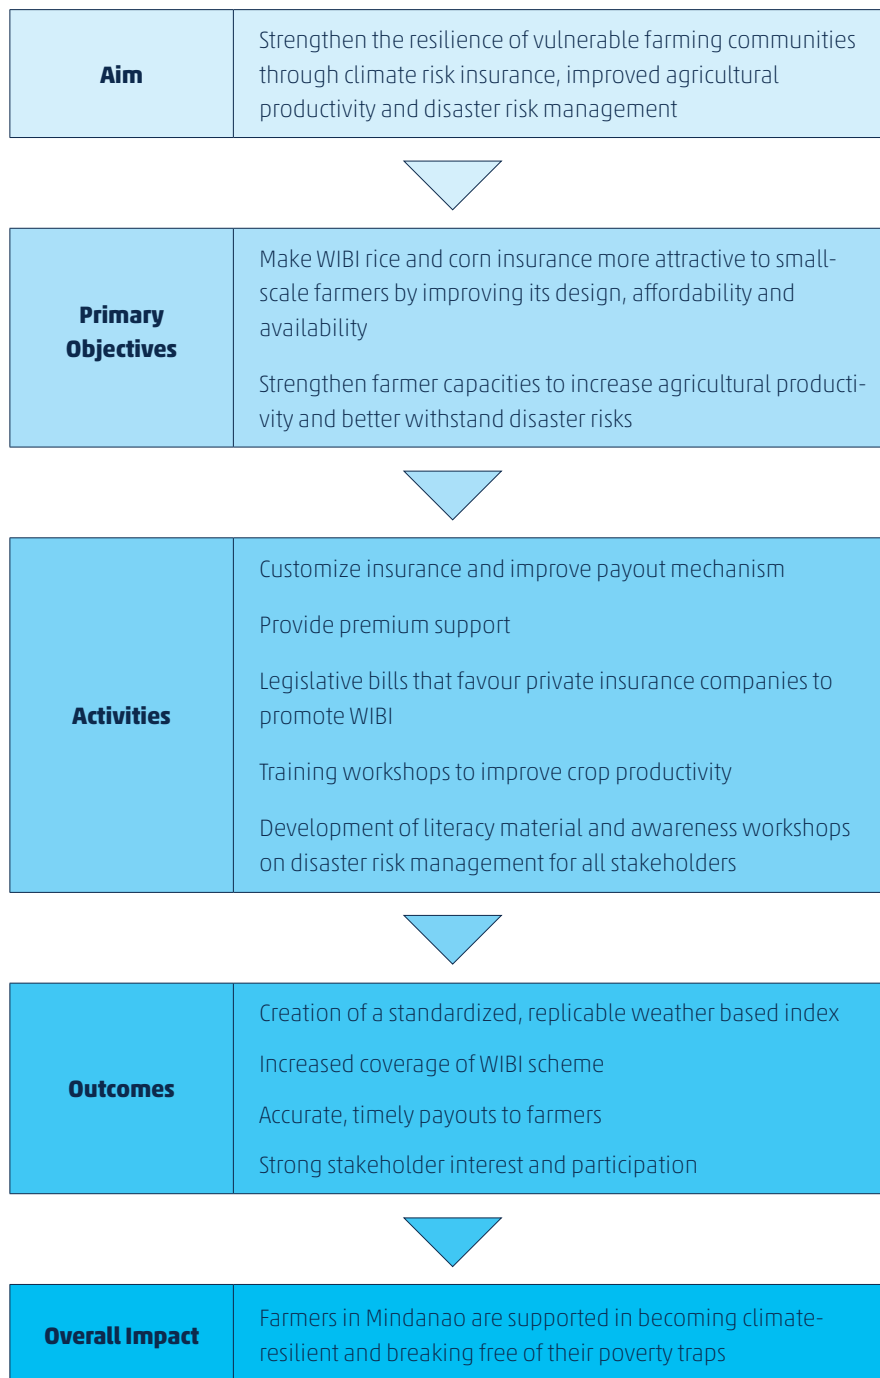 Aim
Strengthen the resilience of vulnerable farming communities
through climate risk insurance, improved agricultural
productivity and disaster risk management
Primary
Objectives
Make WIBI rice and corn insurance more attractive to small-
scale farmers by improving its design, affordability and
availability
Strengthen farmer capacities to increase agricultural producti-
vity and better withstand disaster risks
Activities
Customize insurance and improve payout mechanism
Provide premium support
Legislative bills that favour private insurance companies to
promote WIBI
Training workshops to improve crop productivity
Development of literacy material and awareness workshops
on disaster risk management for all stakeholders
Outcomes
Creation of a standardized, replicable weather based index
Increased coverage of WIBI scheme
Accurate, timely payouts to farmers
Strong stakeholder interest and participation
Overall Impact
Farmers in Mindanao are supported in becoming climate-
resilient and breaking free of their poverty traps